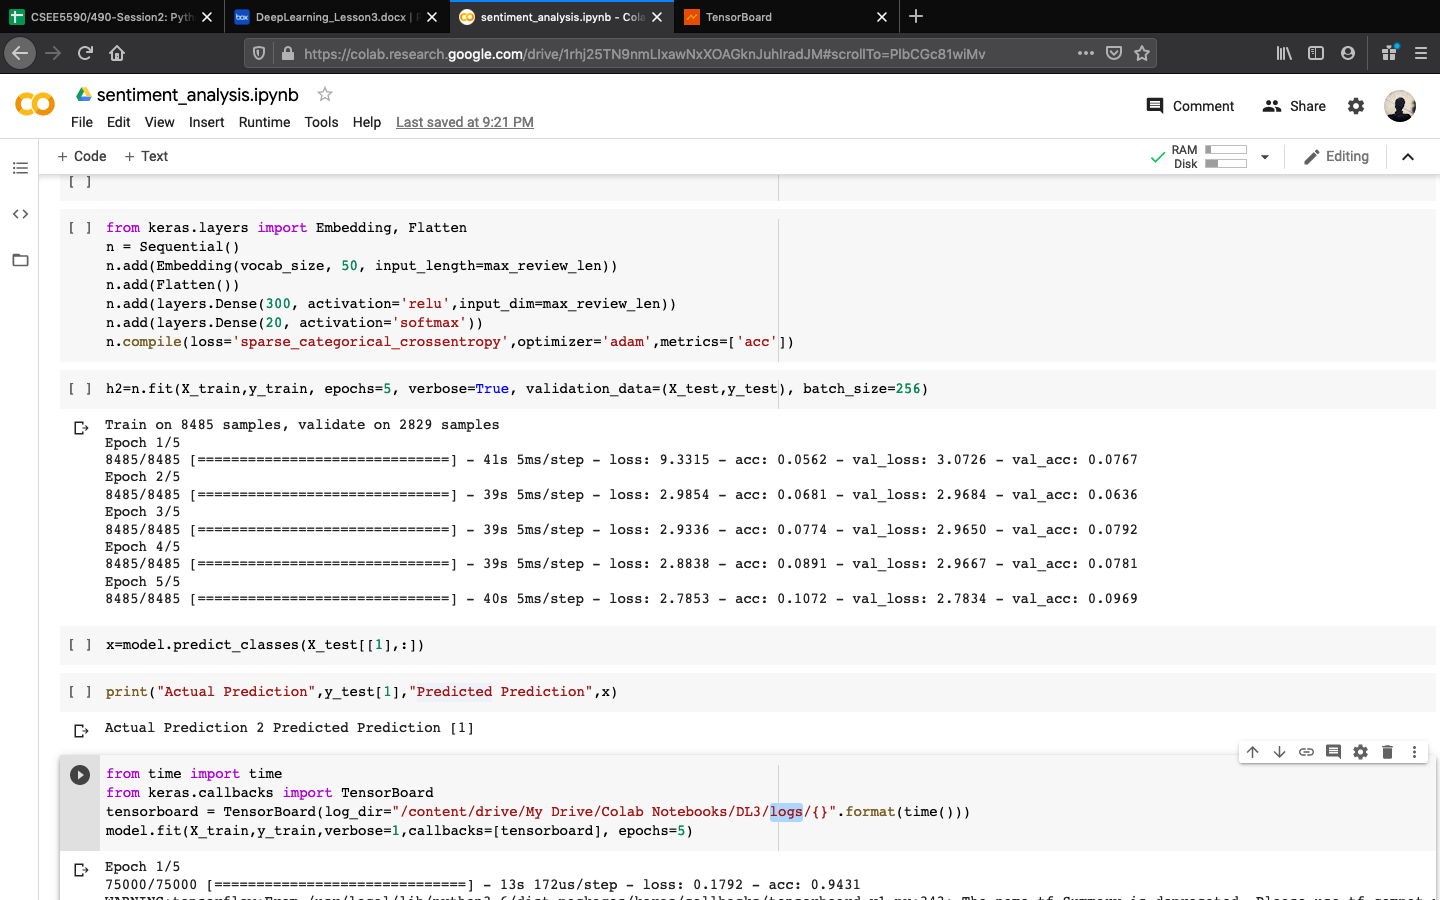 CSEE5590/490-Session2: Pyth
DeepLearning_Lesson3.docx | F
sentiment_analysis.ipynb - Cola
TensorBoard
https://colab.research.google.com/drive/1rhj25TN9nmLIxawNxXOAGknJuhIradJM#scrollTo=PlbCGc81wiMv
sentiment_analysis.ipynb
Comment
Share
File Edit View Insert Runtime Tools Help Last saved at 9:21 PM
+ Code + Text
RAM
Disk
Editing
[ ]
[ ] from keras.layers import Embedding, Flatten
n = Sequential()
n.add(Embedding(vocab_size, 50, input_length=max_review_len))
n.add(Flatten())
n.add(layers.Dense(300, activation='relu',input_dim=max_review_len))
n.add(layers.Dense(20, activation='softmax'))
n.compile(loss='sparse_categorical_crossentropy',optimizer='adam',metrics=['acc'])
[ ] h2=n.fit(X_train,y_train, epochs=5, verbose=True, validation_data=(X_test,y_test), batch_size=256)
Train on 8485 samples, validate on 2829 samples
Epoch 1/5
8485/8485 [==============================] - 41s 5ms/step - loss: 9.3315 - acc: 0.0562 - val_loss: 3.0726 - val_acc: 0.0767
Epoch 2/5
8485/8485 [==============================] - 39s 5ms/step - loss: 2.9854 - acc: 0.0681 - val_loss: 2.9684 - val_acc: 0.0636
Epoch 3/5
8485/8485 [==============================] - 39s 5ms/step - loss: 2.9336 - acc: 0.0774 - val_loss: 2.9650 - val_acc: 0.0792
Epoch 4/5
8485/8485 [==============================] - 39s 5ms/step - loss: 2.8838 - acc: 0.0891 - val_loss: 2.9667 - val_acc: 0.0781
Epoch 5/5
8485/8485 [==============================] - 40s 5ms/step - loss: 2.7853 - acc: 0.1072 - val_loss: 2.7834 - val_acc: 0.0969
[ ] x=model.predict_classes(X_test[[1],:])
[ ] print("Actual Prediction",y_test[1],"Predicted Prediction",x)
Actual Prediction 2 Predicted Prediction [1]
from time import time
from keras.callbacks import TensorBoard
tensorboard = TensorBoard(log_dir="/content/drive/My Drive/Colab Notebooks/DL3/logs/{}".format(time()))
model.fit(X_train,y_train,verbose=1,callbacks=[tensorboard], epochs=5)
Epoch 1/5
75000/75000 [==============================] - 13s 172us/step - loss: 0.1792 - acc: 0.9431